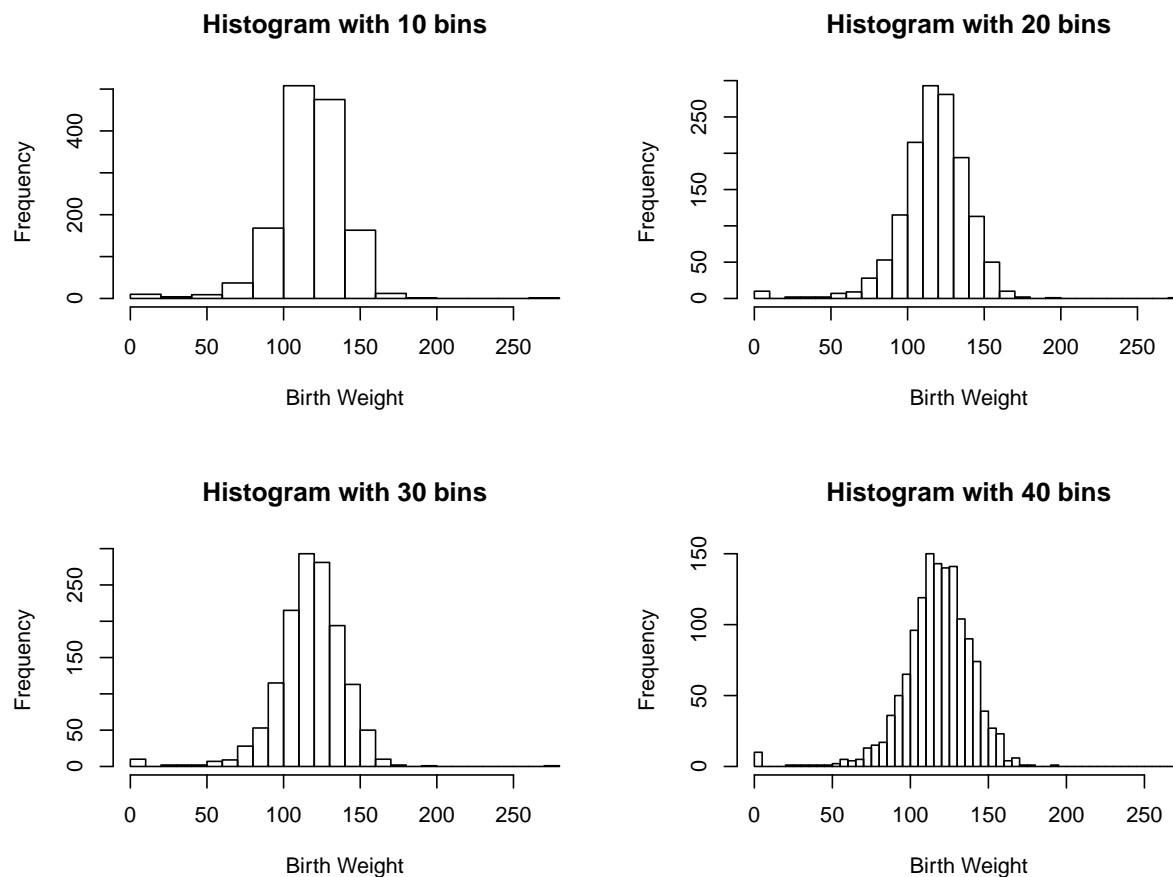 Histogram with 10 bins
Frequency
0
200
400
0 50 100 150 200 250
Birth Weight
Histogram with 20 bins
Frequency
0
50
150
250
0 50 100 150 200 250
Birth Weight
Histogram with 30 bins
Frequency
0
50
150
250
0 50 100 150 200 250
Birth Weight
Histogram with 40 bins
Frequency
0
50
100
150
0 50 100 150 200 250
Birth Weight